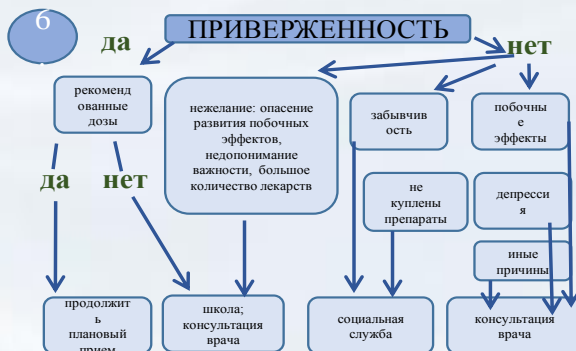 6
ПРИВЕРЖЕННОСТЬ
да
нет
рекоменд
ованные
дозы
нежелание: опасение
развития побочных
эффектов,
недопонимание
важности, большое
количество лекарств
забывчив
ость
побочны
е
эффекты
да
нет
не
куплены
препараты
депресси
я
иные
причины
продолжит
ь
плановый
прием
школа;
консультация
врача
социальная
служба
консультация
врача